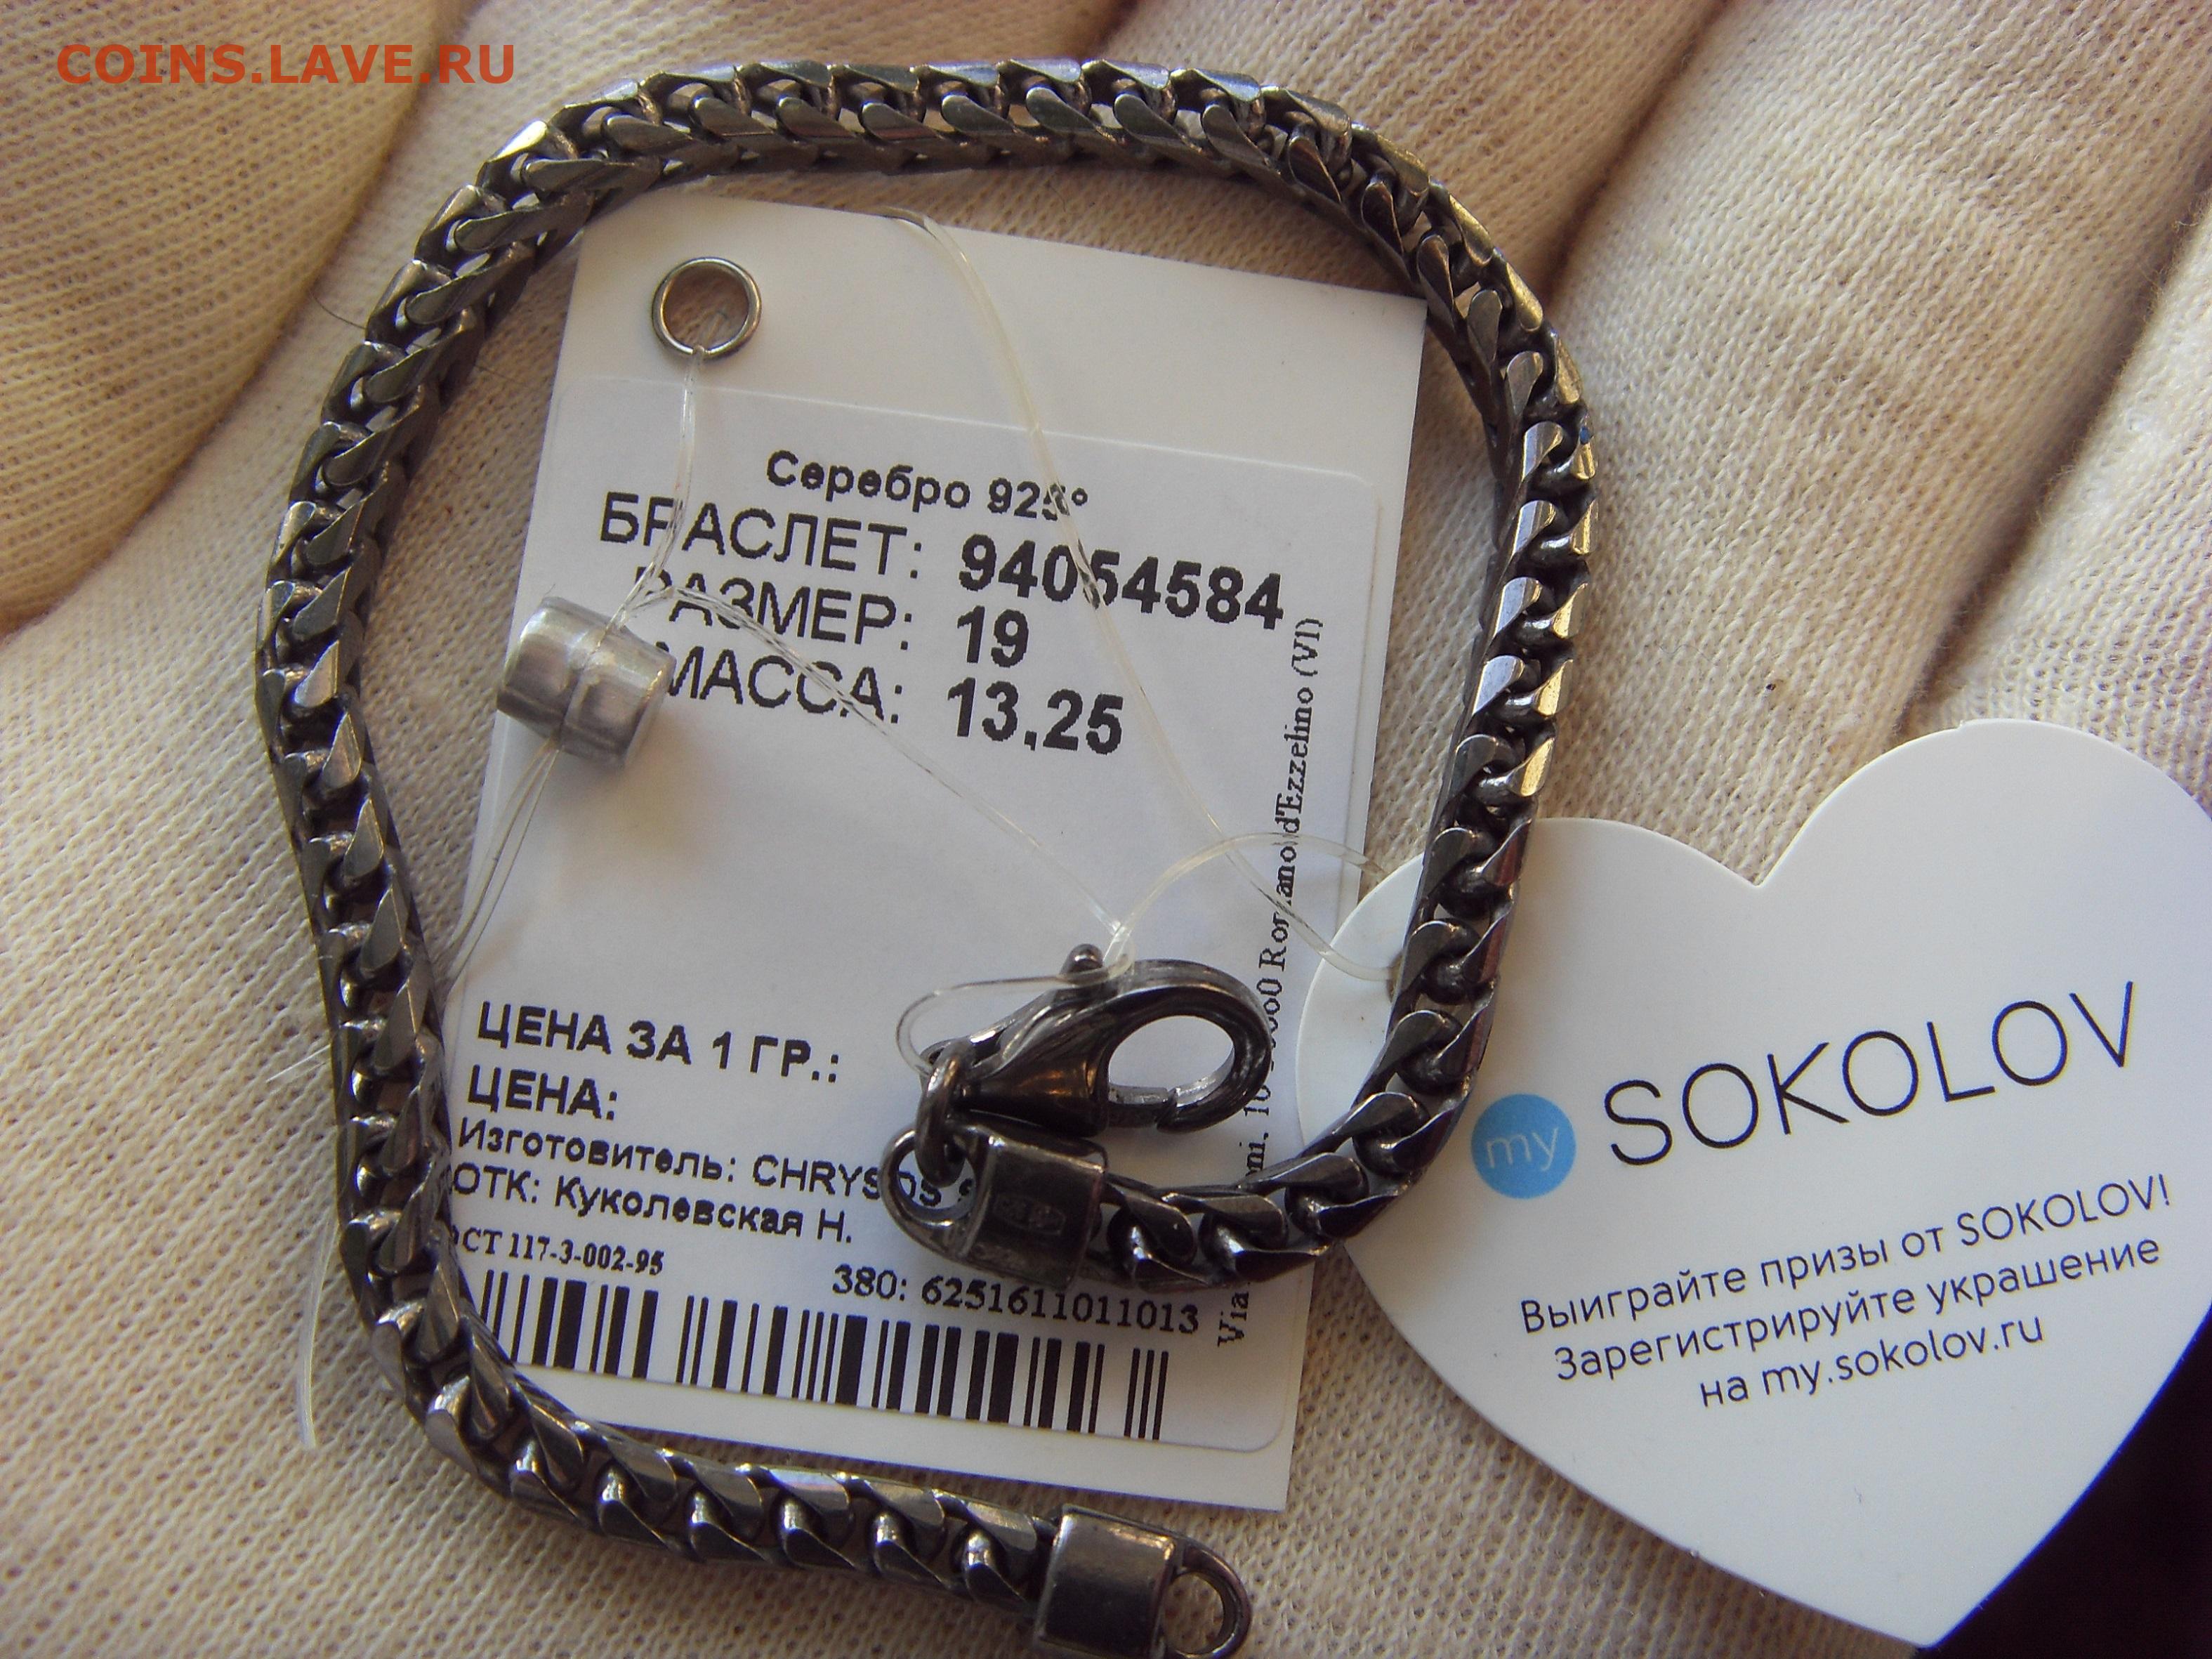 COINS.LAVE.RU
Серебро 925°
БРАСЛЕТ: 94054584
РАЗМЕР: 19
МАССА: 13,25
ЦЕНА ЗА 1 ГР.:
ЦЕНА:
Изготовитель: CHRYSOS
ОТК: Куколевская Н.
ОСТ 117-3-002-95
380: 6251611011013
Via Romano d'Ezzelino (VI)
my SOKOLOV
Выиграйте призы от SOKOLOV!
Зарегистрируйте украшение
на my.sokolov.ru